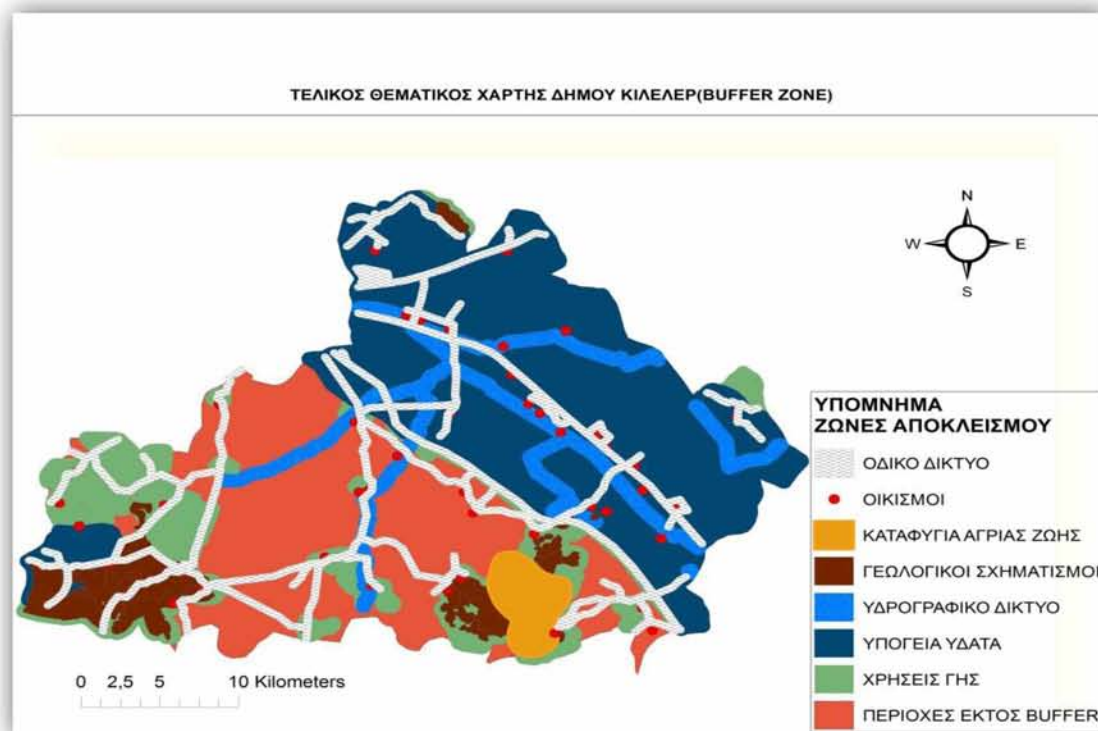 ΤΕΛΙΚΟΣ ΘΕΜΑΤΙΚΟΣ ΧΑΡΤΗΣ ΔΗΜΟΥ ΚΙΛΕΛΕΡ(BUFFER ZONE)
N
W E
S
ΥΠΟΜΝΗΜΑ
ΖΩΝΕΣ ΑΠΟΚΛΕΙΣΜΟΥ
ΟΔΙΚΟ ΔΙΚΤΥΟ
ΟΙΚΙΣΜΟΙ
ΚΑΤΑΦΥΓΙΑ ΑΓΡΙΑΣ ΖΩΗΣ
ΓΕΩΛΟΓΙΚΟΙ ΣΧΗΜΑΤΙΣΜΟΙ
ΥΔΡΟΓΡΑΦΙΚΟ ΔΙΚΤΥΟ
ΥΠΟΓΕΙΑ ΥΔΑΤΑ
ΧΡΗΣΕΙΣ ΓΗΣ
ΠΕΡΙΟΧΕΣ ΕΚΤΟΣ BUFFER
0 2,5 5 10 Kilometers